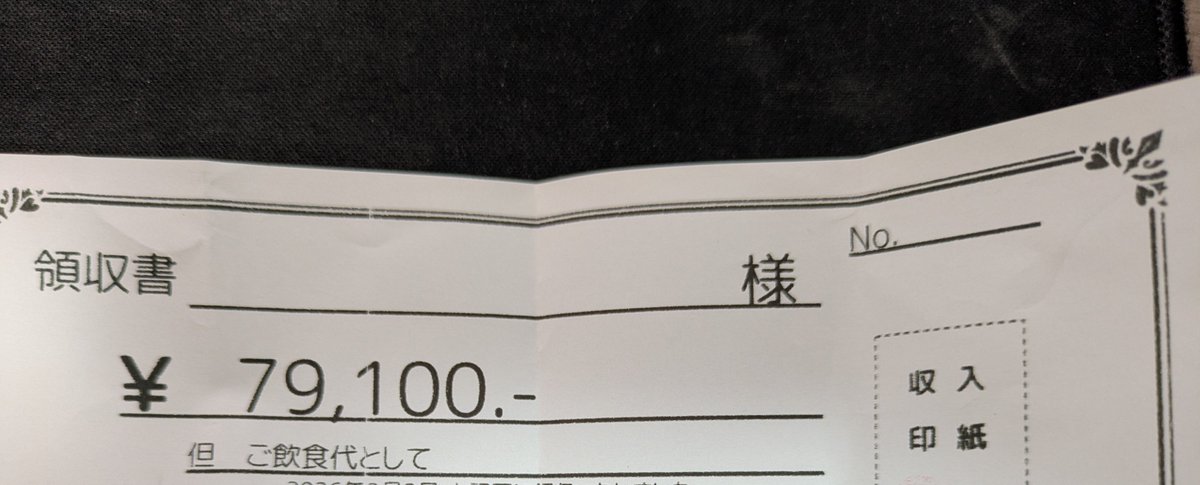 領収書 様
No.
¥ 79,100.-
収入
印紙
但 ご飲食代として